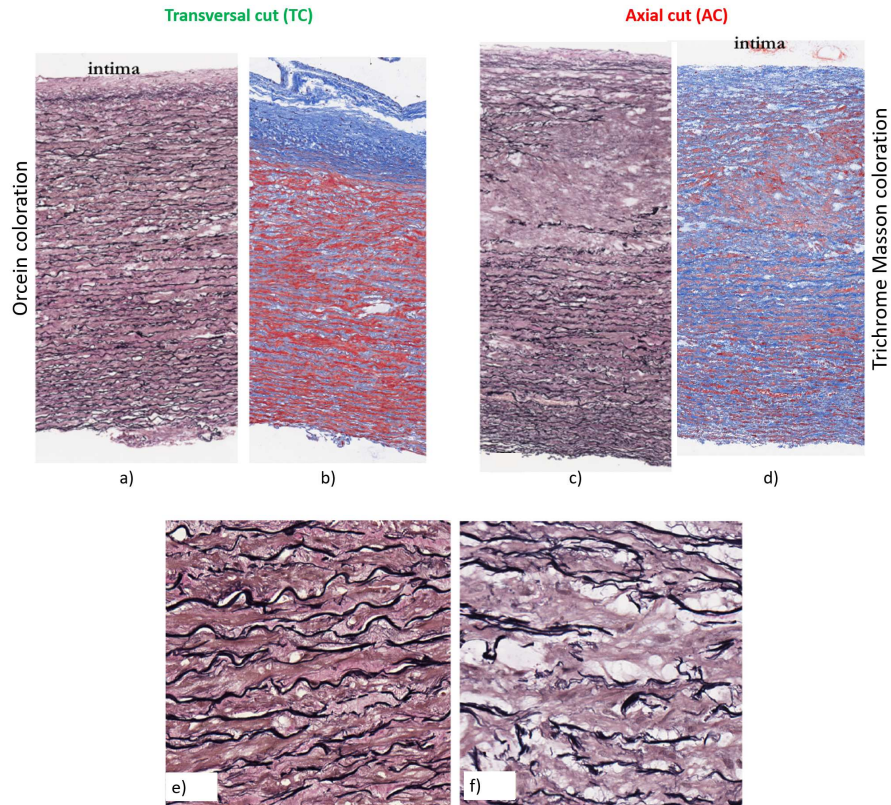 Transversal cut (TC)
Axial cut (AC)
intima
intima
Orcein coloration
Trichrome Masson coloration
a)
b)
c)
d)
e)
f)